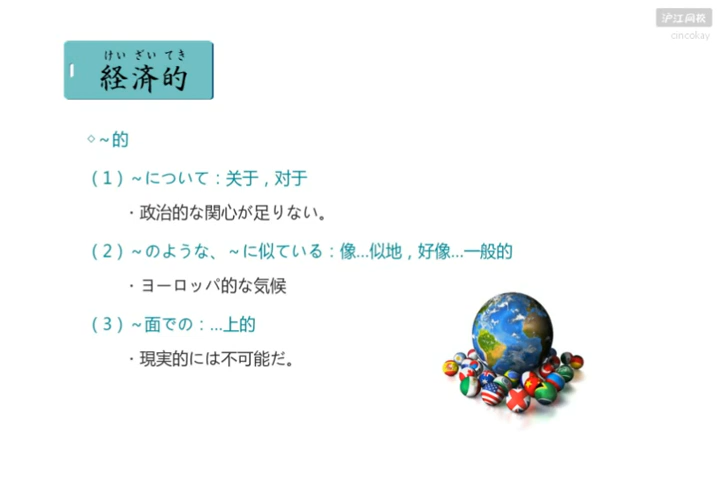 沪江网校
cincokay
けい ざい てき
経済的
◇~的
（1）~について：关于，对于
・政治的な関心が足りない。
（2）~のような、~に似ている：像...似地，好像...一般的
・ヨーロッパ的な気候
（3）~面での：...上的
・現実的には不可能だ。